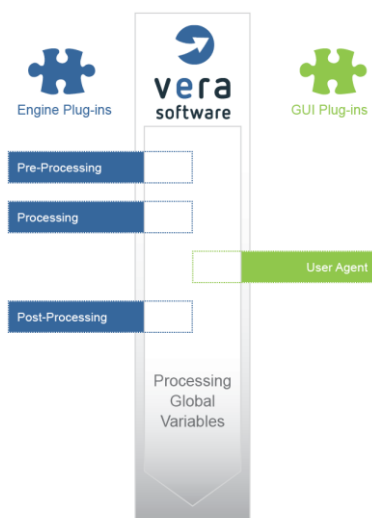 vera
software
Engine Plug-ins
GUI Plug-ins
Pre-Processing
Processing
User Agent
Post-Processing
Processing
Global
Variables